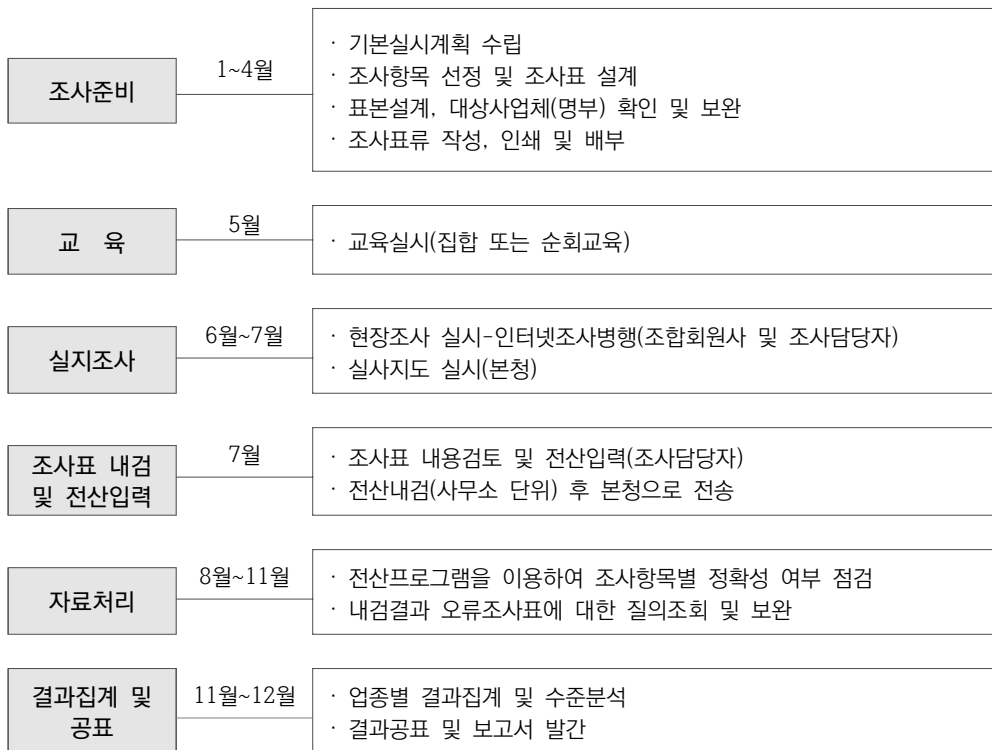 조사준비
1~4월
· 기본실시계획 수립
· 조사항목 선정 및 조사표 설계
· 표본설계, 대상사업체(명부) 확인 및 보완
· 조사표류 작성, 인쇄 및 배부
교 육
5월
· 교육실시(집합 또는 순회교육)
실지조사
6월~7월
· 현장조사 실시-인터넷조사병행(조합회원사 및 조사담당자)
· 실사지도 실시(본청)
조사표 내검
및 전산입력
7월
· 조사표 내용검토 및 전산입력(조사담당자)
· 전산내검(사무소 단위) 후 본청으로 전송
자료처리
8월~11월
· 전산프로그램을 이용하여 조사항목별 정확성 여부 점검
· 내검결과 오류조사표에 대한 질의조회 및 보완
결과집계 및
공표
11월~12월
· 업종별 결과집계 및 수준분석
· 결과공표 및 보고서 발간